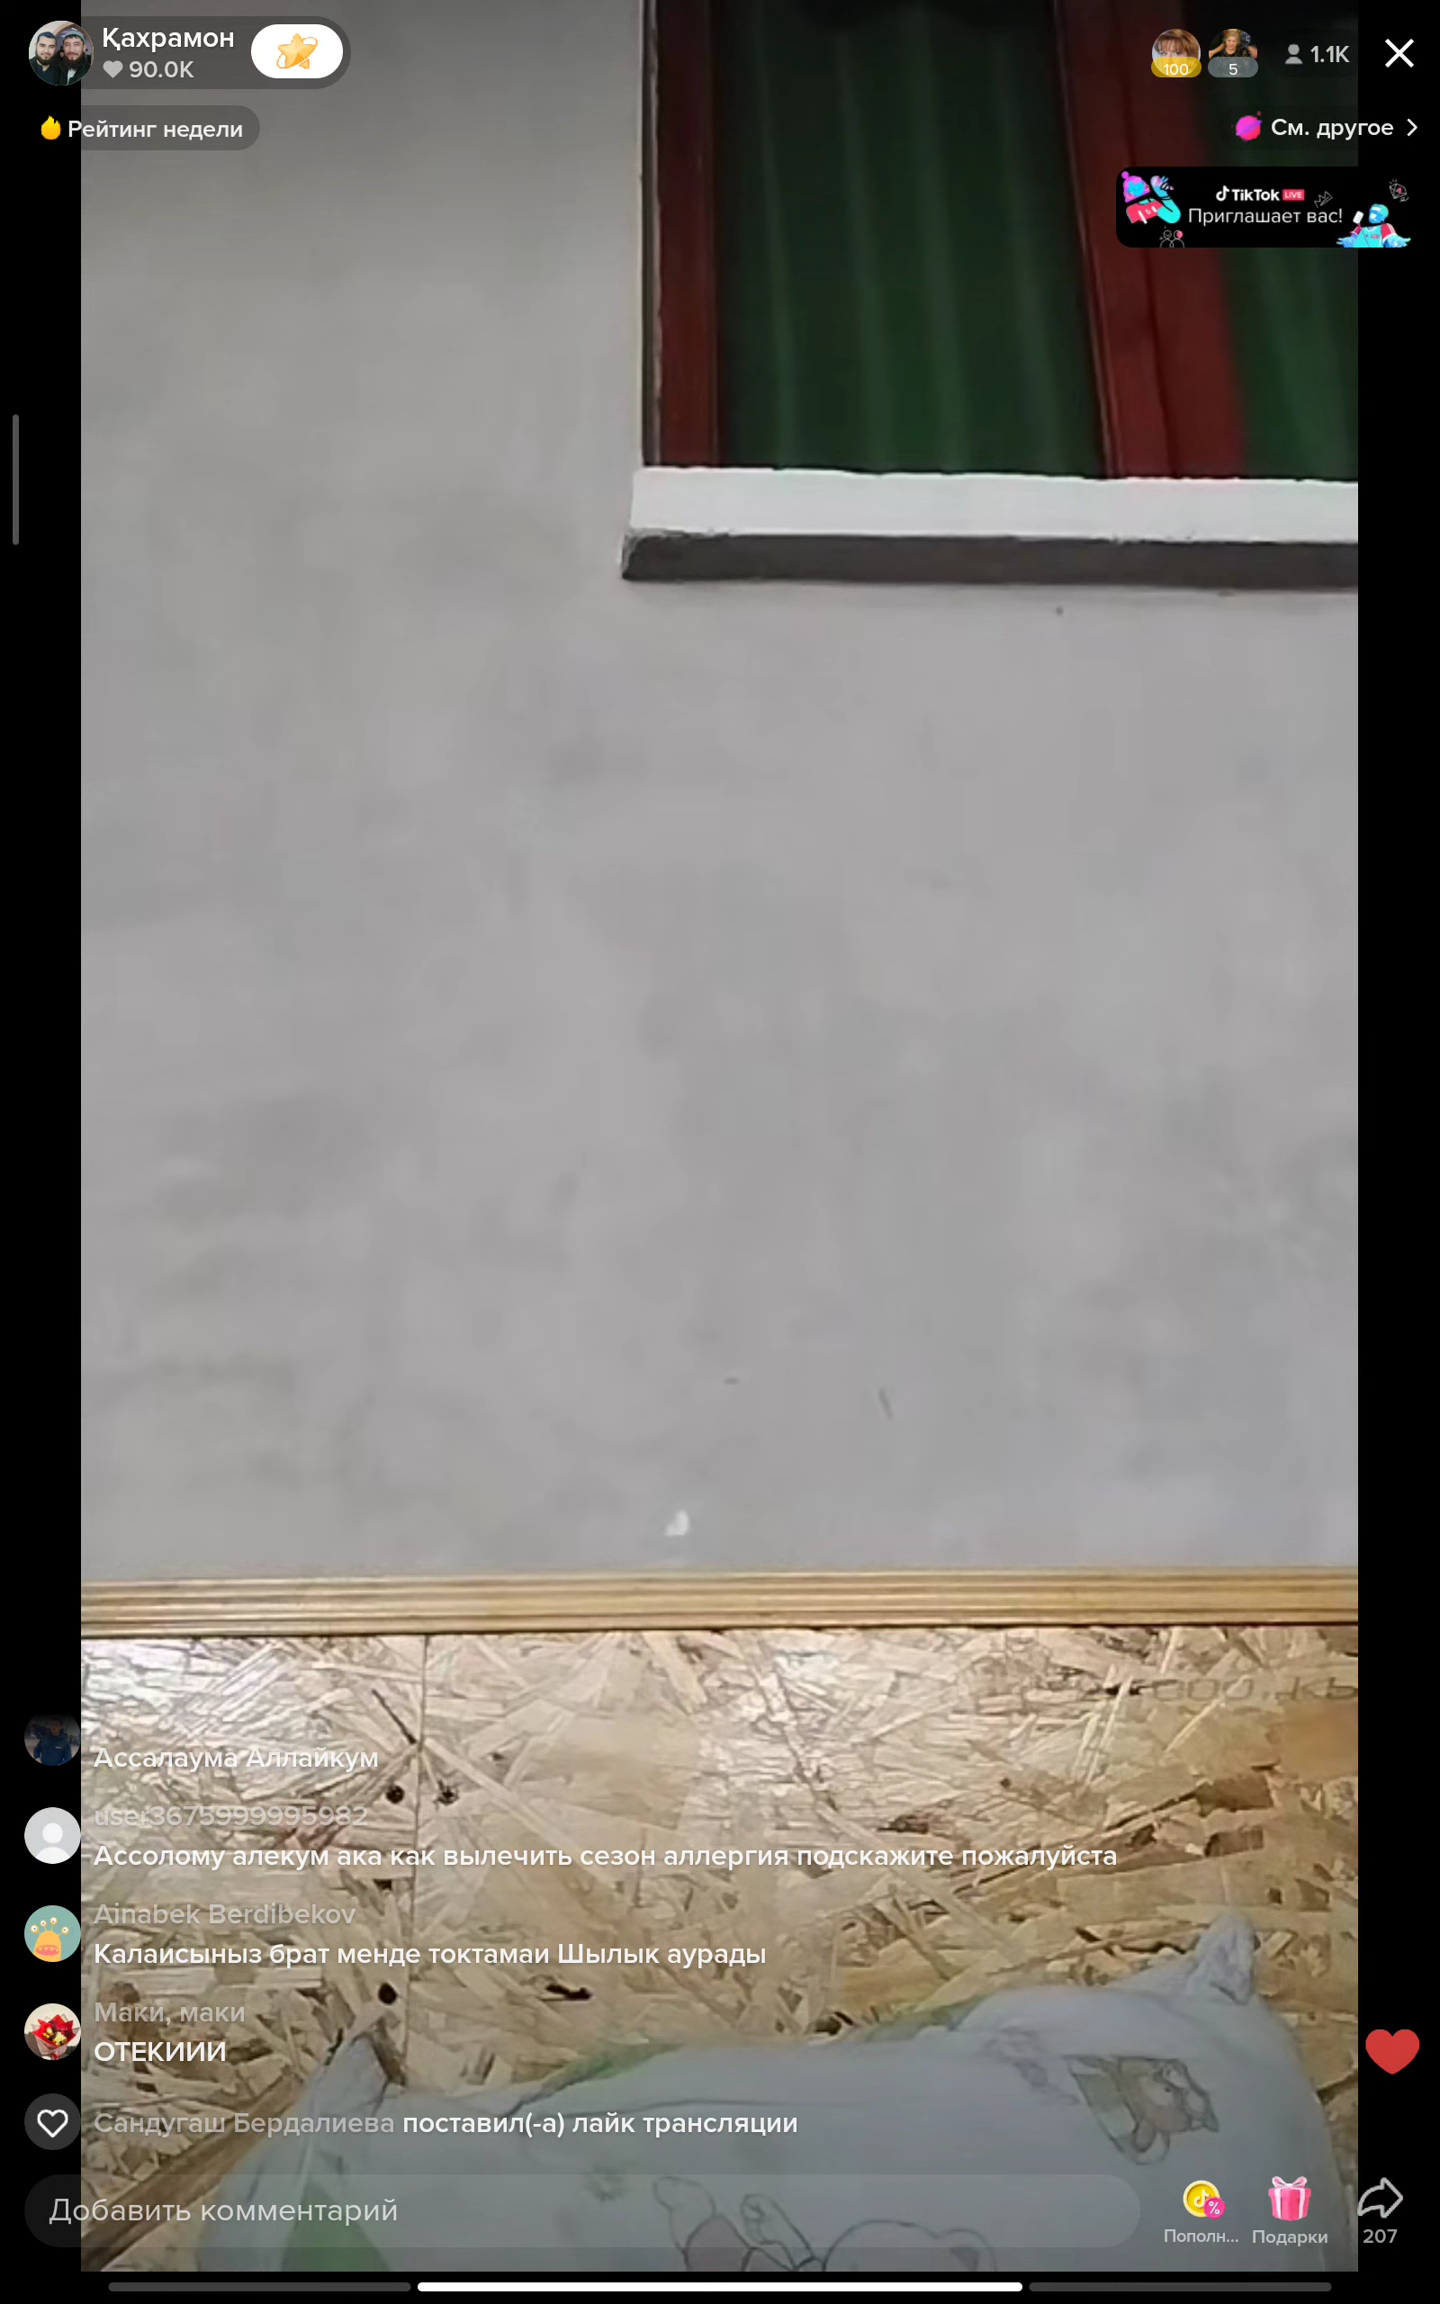 Қахрамон
90.0K
100
5
1.1K
Рейтинг недели
См. другое
TikTok LIVE
Приглашает вас!
Ассалаума Аллайкум
user3675999995982
Ассолому алекум ака как вылечить сезон аллергия подскажите пожалуйста
Ainabek Berdibekov
Калаисыныз брат менде токтамаи Шылык аурады
Маки, маки
ОТЕКИИИ
Сандугаш Бердалиева поставил(-а) лайк трансляции
Добавить комментарий
Пополн...
Подарки
207